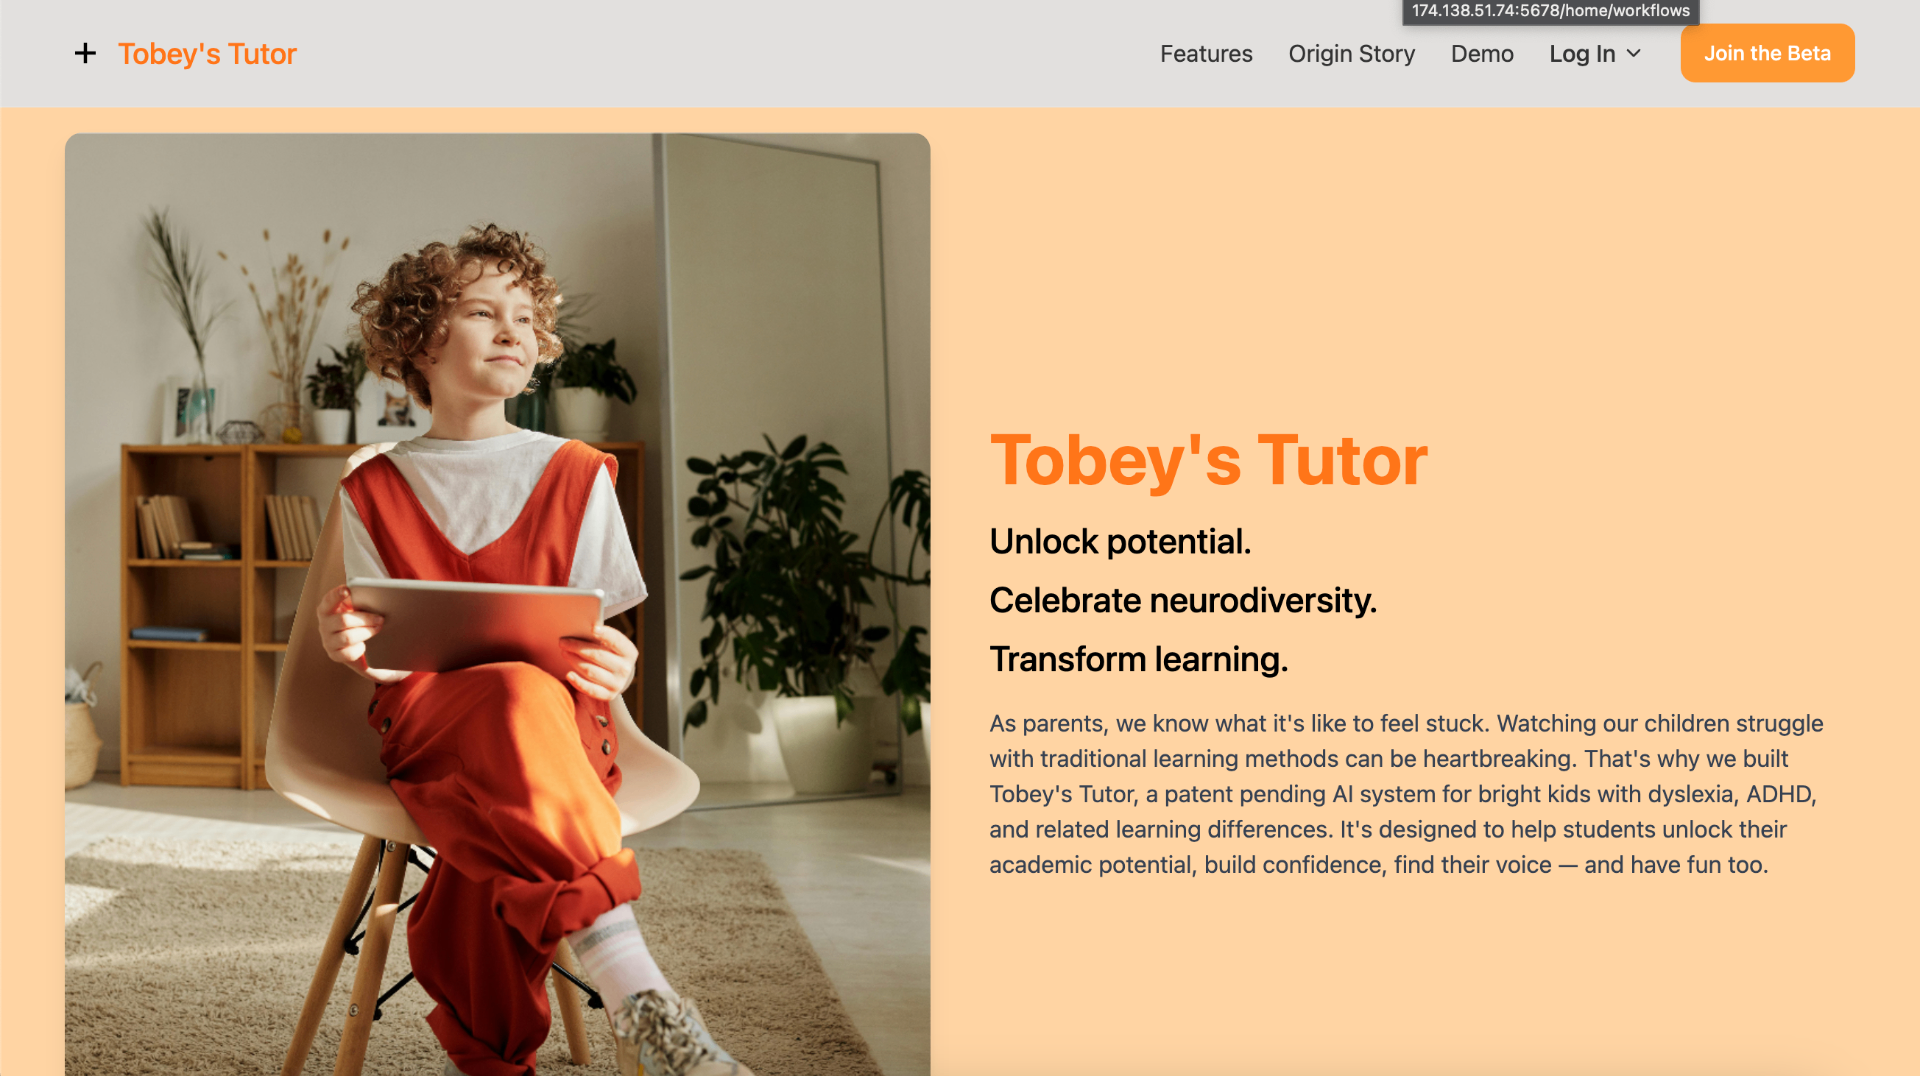 174.138.51.74:5678/home/workflows
Tobey's Tutor
Features
Origin Story
Demo
Log In
Join the Beta
Tobey's Tutor
Unlock potential.
Celebrate neurodiversity.
Transform learning.
As parents, we know what it's like to feel stuck. Watching our children struggle
with traditional learning methods can be heartbreaking. That's why we built
Tobey's Tutor, a patent pending AI system for bright kids with dyslexia, ADHD,
and related learning differences. It's designed to help students unlock their
academic potential, build confidence, find their voice — and have fun too.